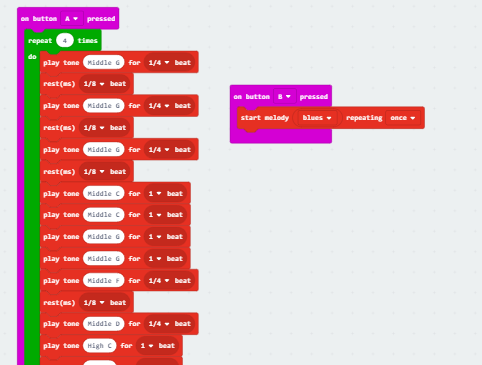 on button A pressed
repeat 4 times
do
play tone Middle G for 1/4 beat
rest(ms) 1/8 beat
play tone Middle G for 1/4 beat
rest(ms) 1/8 beat
play tone Middle G for 1/4 beat
rest(ms) 1/8 beat
play tone Middle C for 1 beat
play tone Middle C for 1 beat
play tone Middle G for 1 beat
play tone Middle G for 1 beat
play tone Middle F for 1/4 beat
rest(ms) 1/8 beat
play tone Middle D for 1/4 beat
play tone High C for 1 beat
on button B pressed
start melody blues repeating once